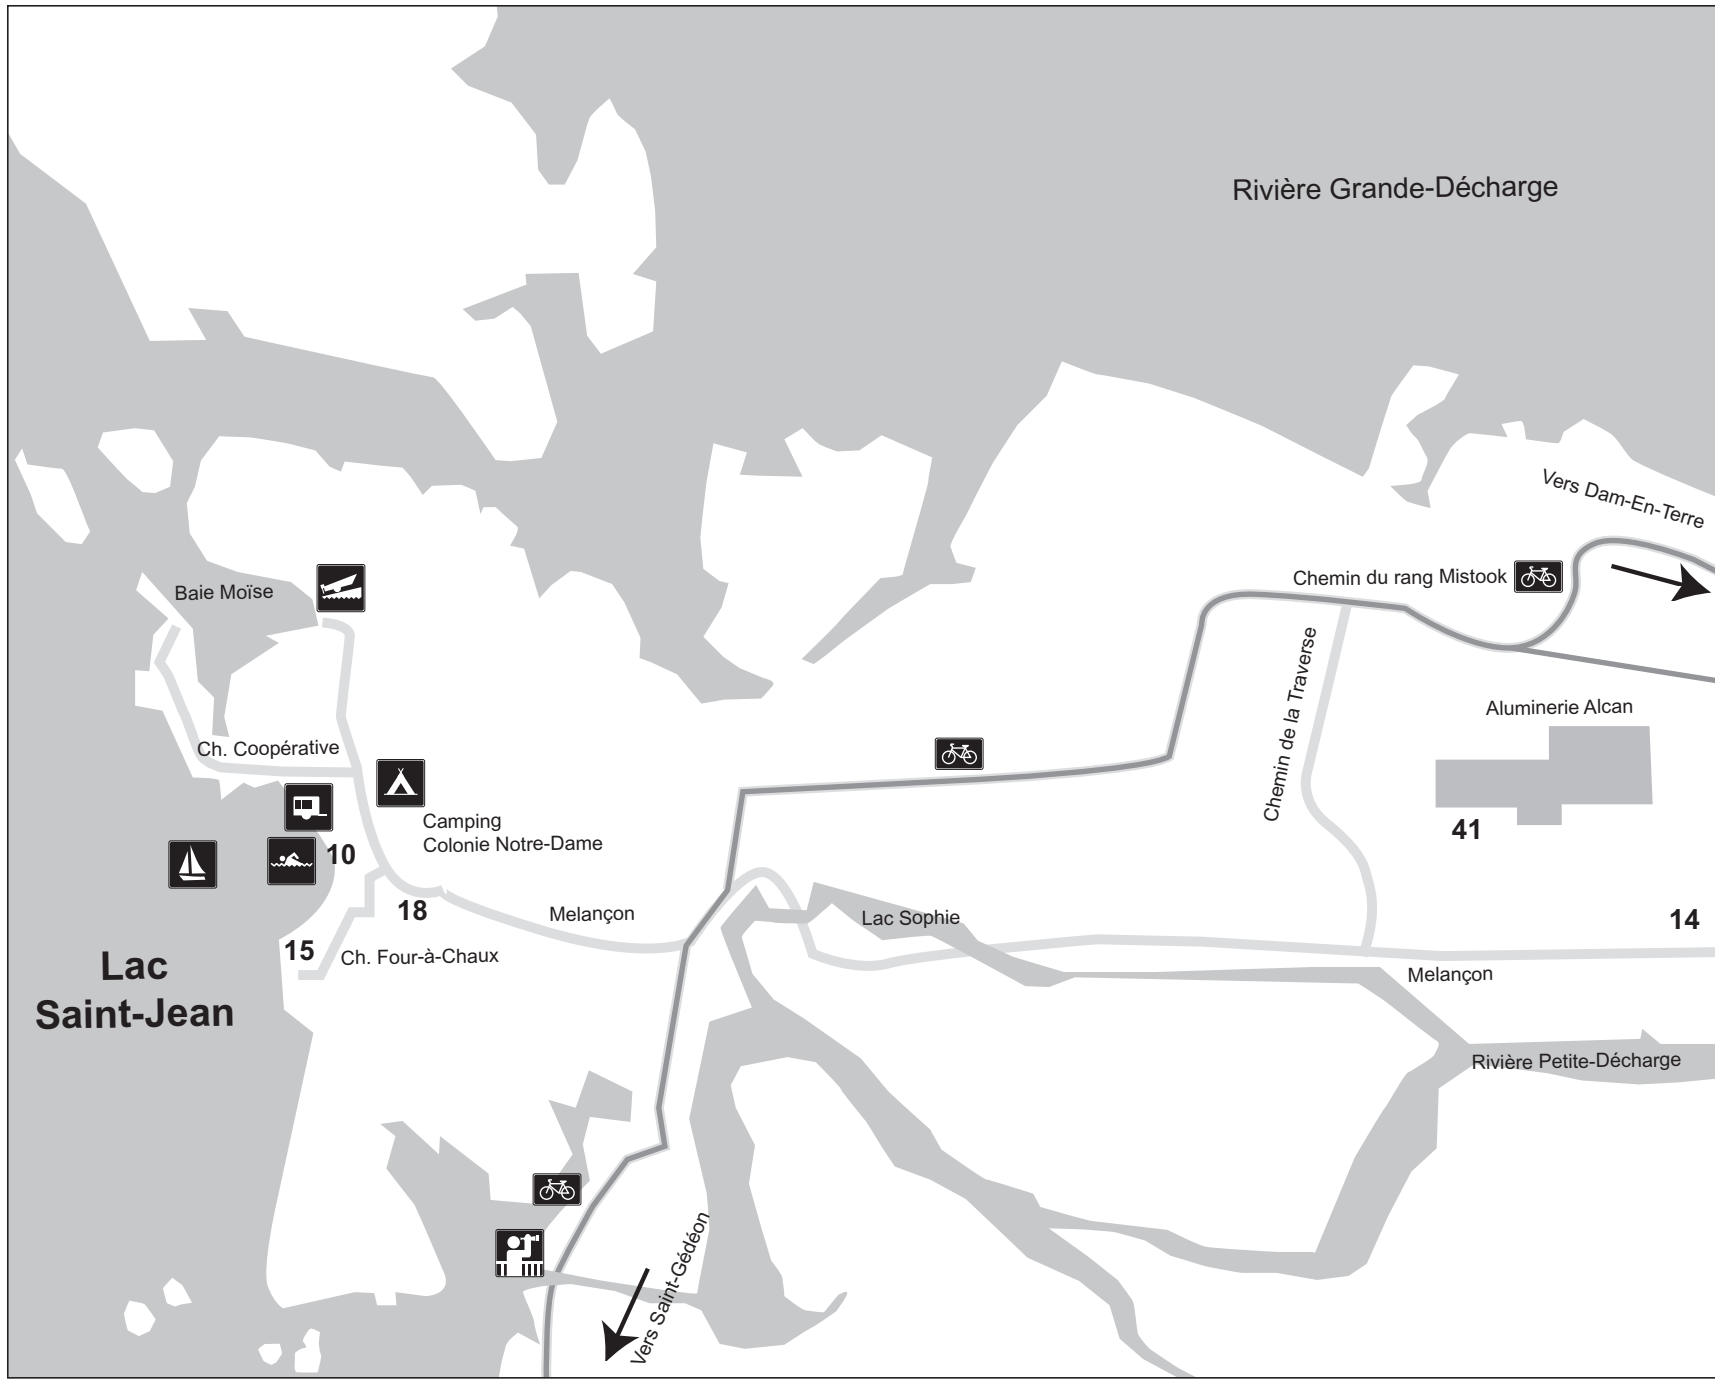 Rivière Grande-Décharge
Vers Dam-En-Terre
Chemin du rang Mistook
Baie Moïse
Chemin de la Traverse
Aluminerie Alcan
Ch. Coopérative
Camping
Colonie Notre-Dame
41
10
18
Melançon
Lac Sophie
14
15
Ch. Four-à-Chaux
Lac
Saint-Jean
Melançon
Rivière Petite-Décharge
Vers Saint-Gédéon